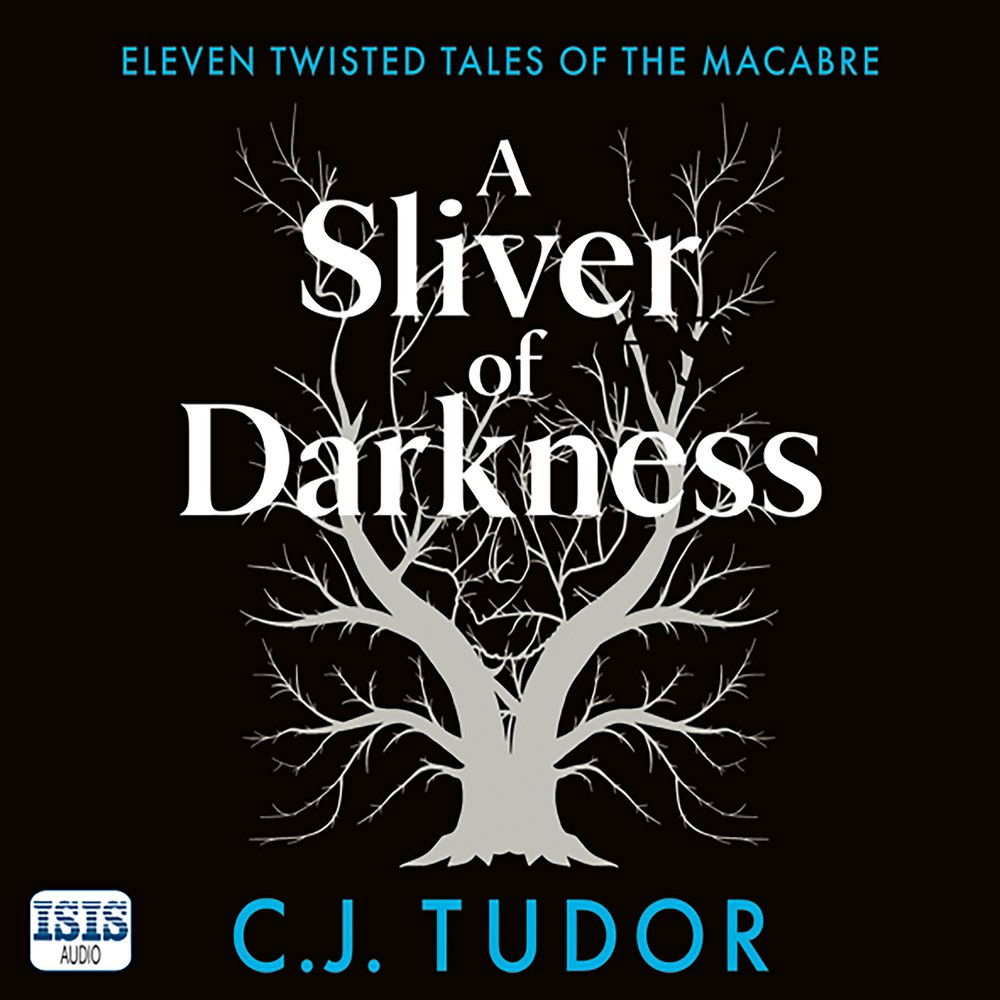 ELEVEN TWISTED TALES OF THE MACABRE
A
Sliver
of
Darkness
C.J. TUDOR
ISIS
AUDIO